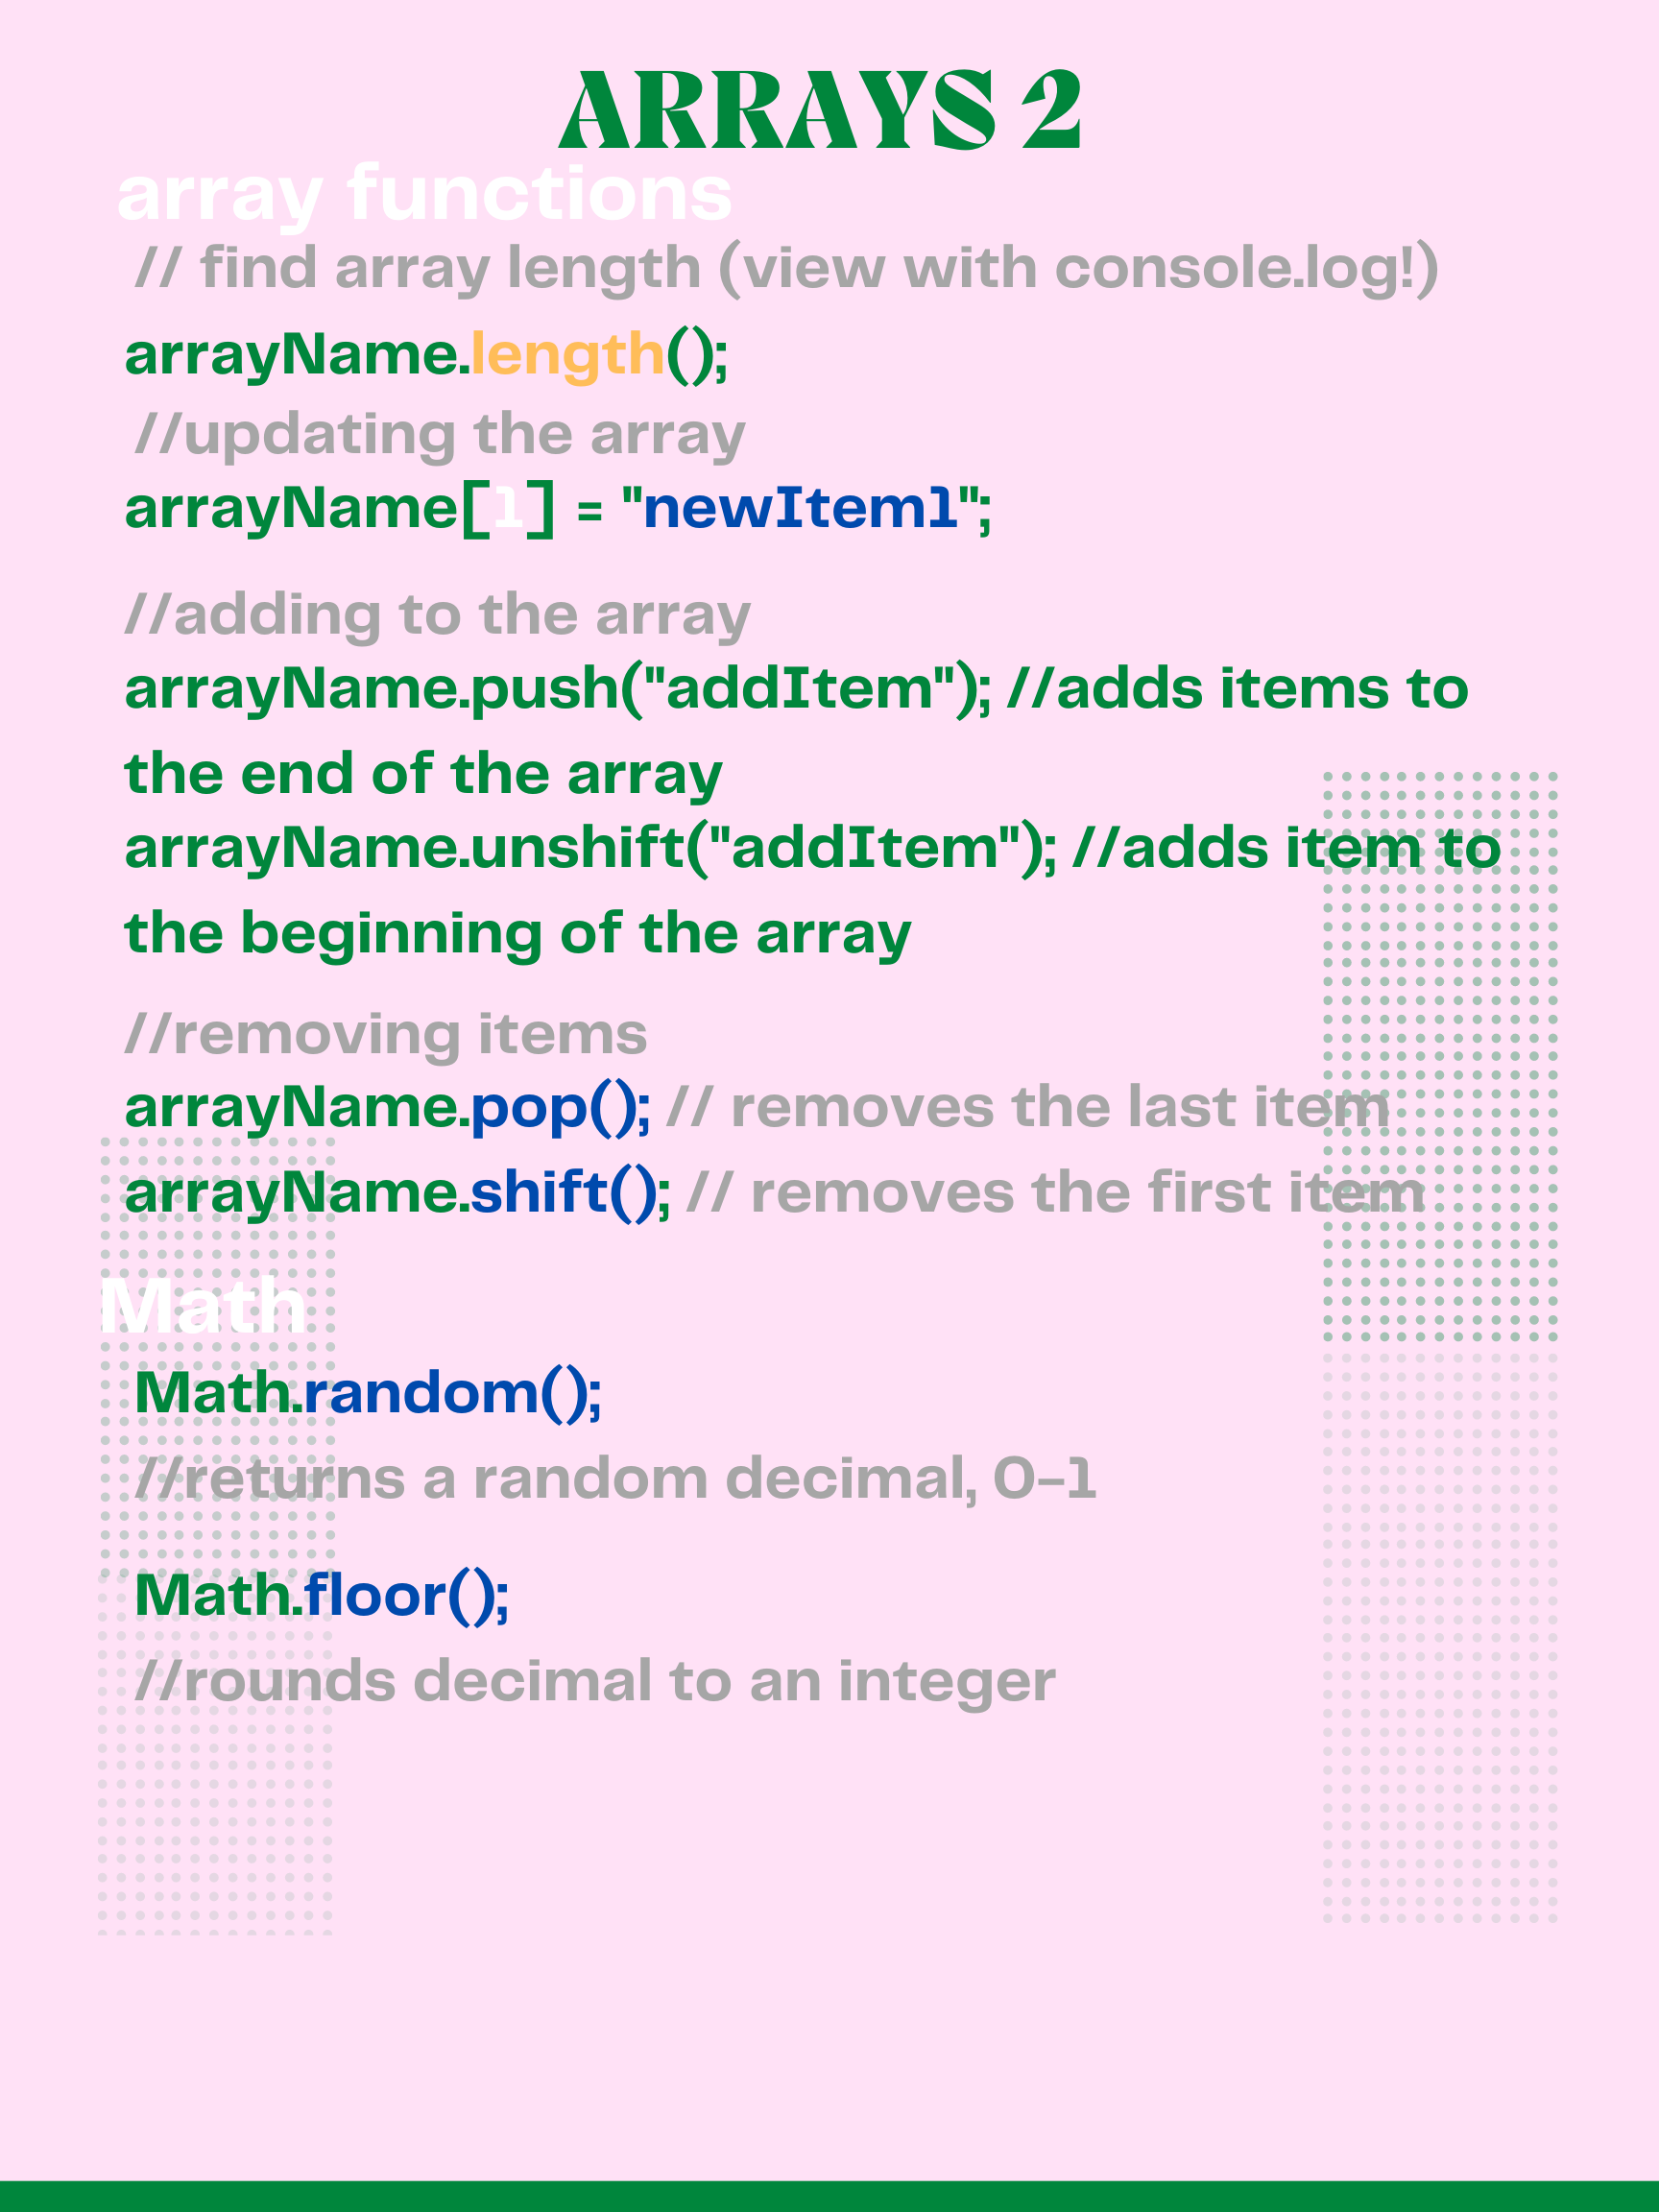 ARRAYS 2
array functions
// find array length (view with console.log!)
arrayName.length();
//updating the array
arrayName[1] = "newItem1";
//adding to the array
arrayName.push("addItem"); //adds items to
the end of the array
arrayName.unshift("addItem"); //adds item to
the beginning of the array
//removing items
arrayName.pop(); // removes the last item
arrayName.shift(); // removes the first item
Math
Math.random();
//returns a random decimal, 0-1
Math.floor();
//rounds decimal to an integer